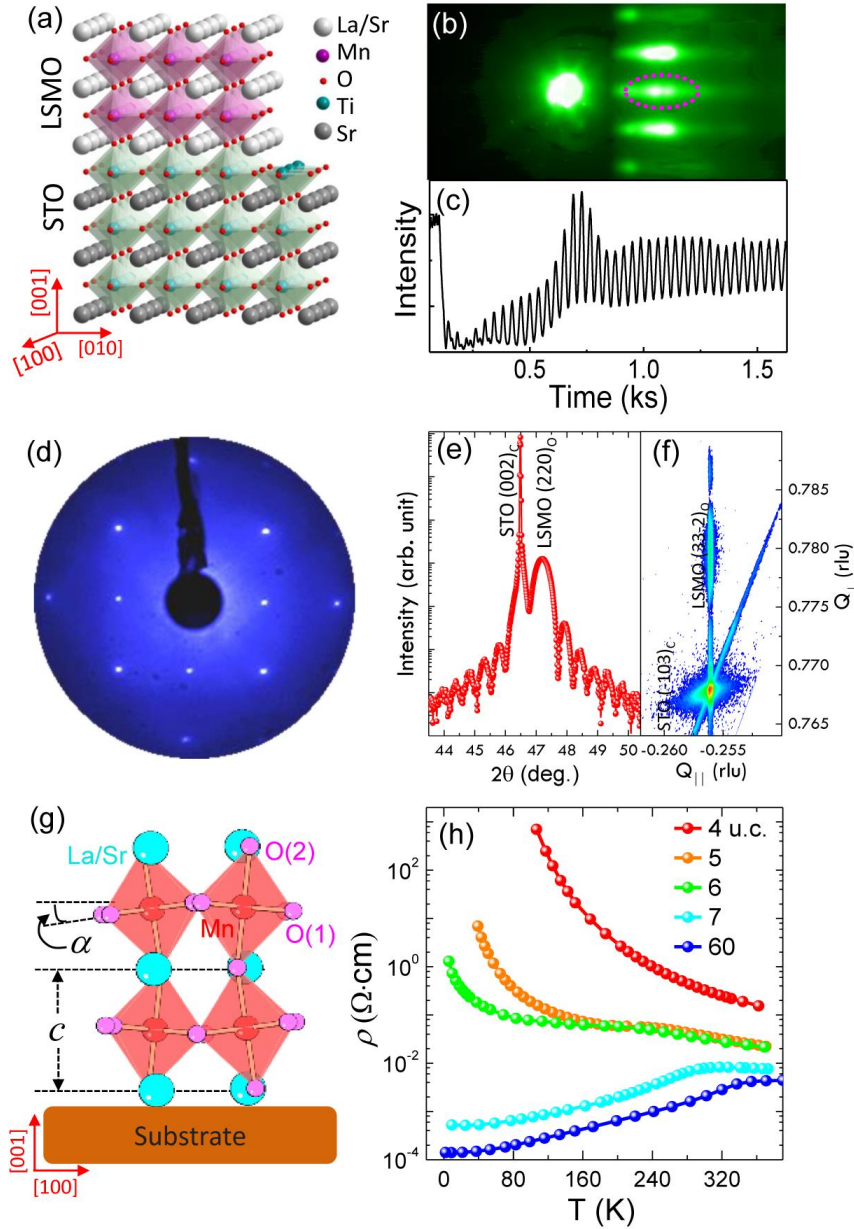 (a)
La/Sr
Mn
O
Ti
Sr
LSMO
STO
[001]
[100]
[010]
(b)
(c)
Intensity
0.5
1.0
1.5
Time (ks)
(d)
(e)
Intensity (arb. unit)
STO (002)C
LSMO (220)O
44 45 46 47 48 49 50
2θ (deg.)
(f)
LSMO (33-2)O
STO (-103)C
0.785
0.780
0.775
0.770
0.765
Q⊥ (rlu)
-0.260
-0.255
Q|| (rlu)
(g)
La/Sr
O(2)
Mn
O(1)
α
c
Substrate
[001]
[100]
(h)
4 u.c.
5
6
7
60
10²
10⁰
10⁻²
10⁻⁴
ρ (Ω·cm)
0 80 160 240 320
T (K)